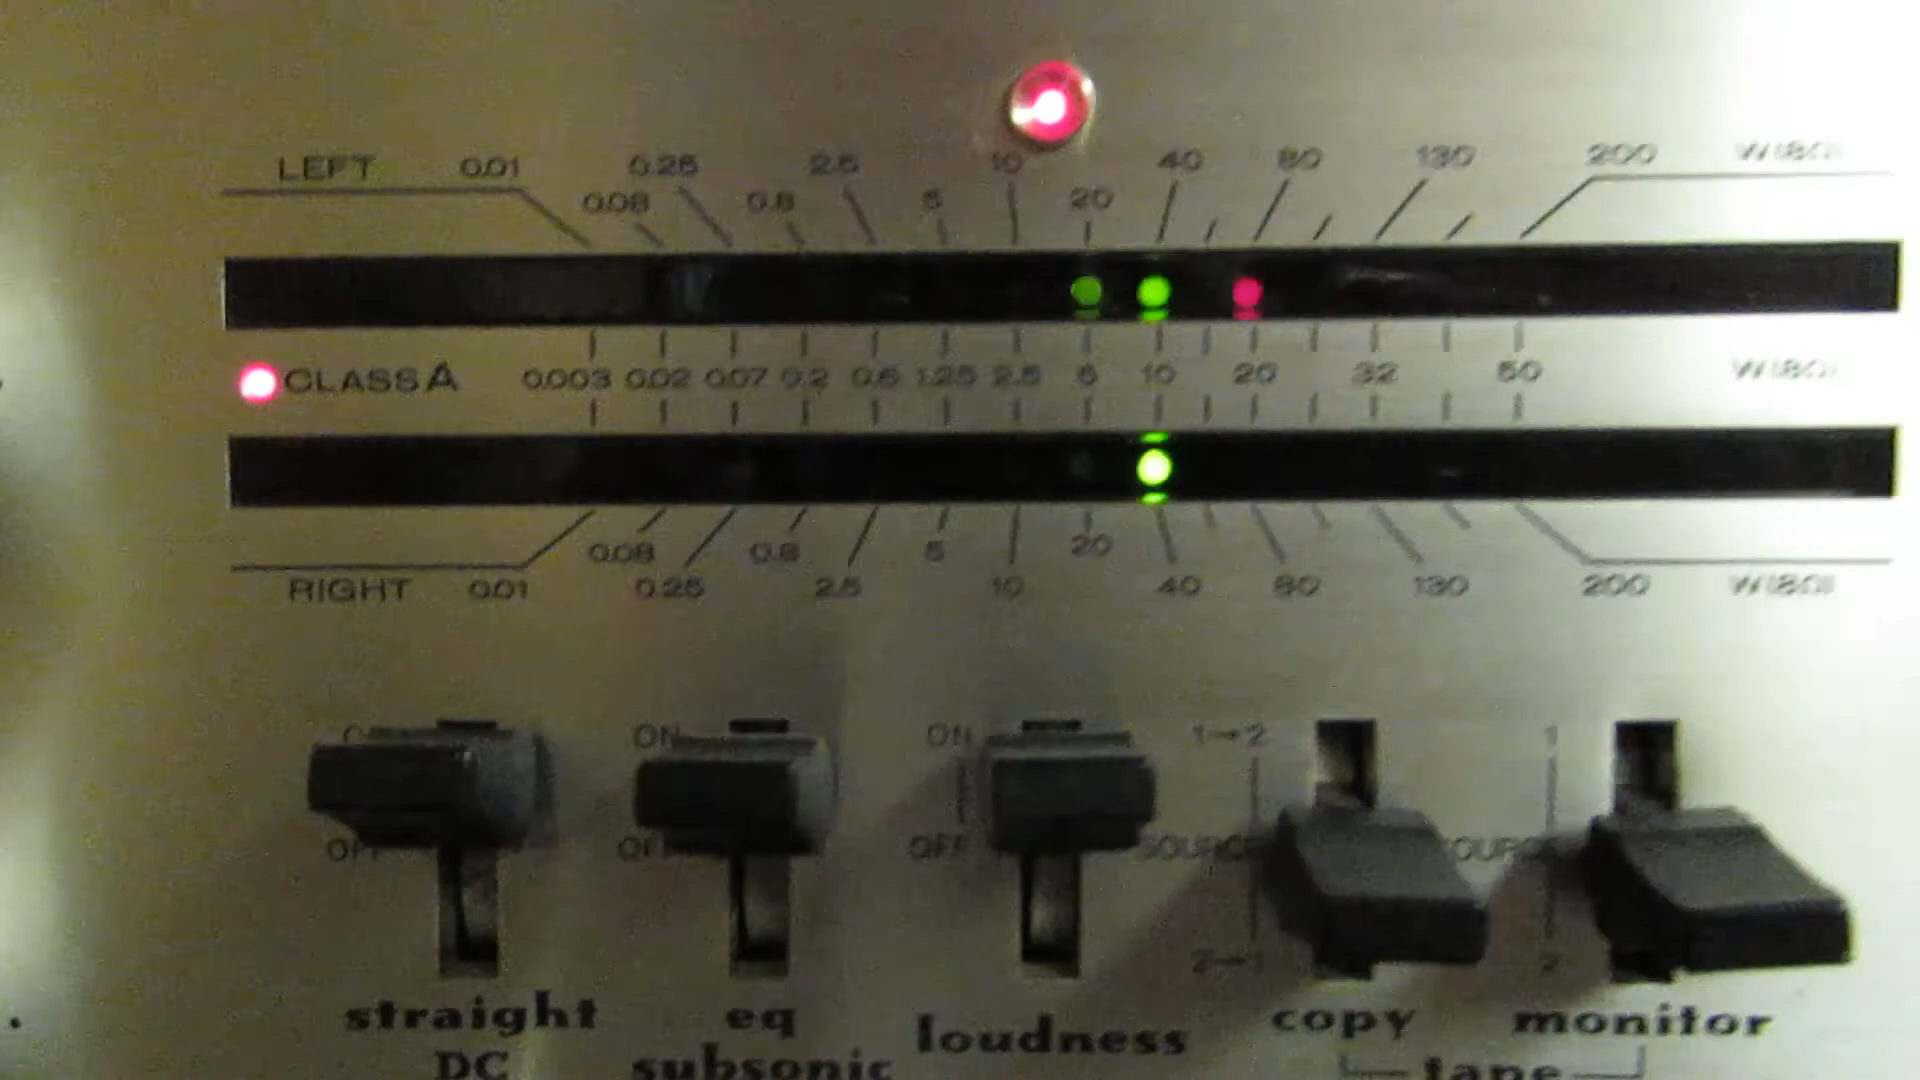 LEFT 0.01 0.25 2.5 10 40 80 130 200 W(8Ω)
0.08 0.8 5 20
CLASS A 0.003 0.02 0.07 0.2 0.6 1.25 2.5 5 10 20 32 50 W(8Ω)
0.08 0.8 5 20
RIGHT 0.01 0.25 2.5 10 40 80 130 200 W(8Ω)
ON ON 1→2 1
OFF OFF OFF SOURCE SOURCE
2→1 2
straight DC
eq subsonic
loudness
copy
monitor
tape